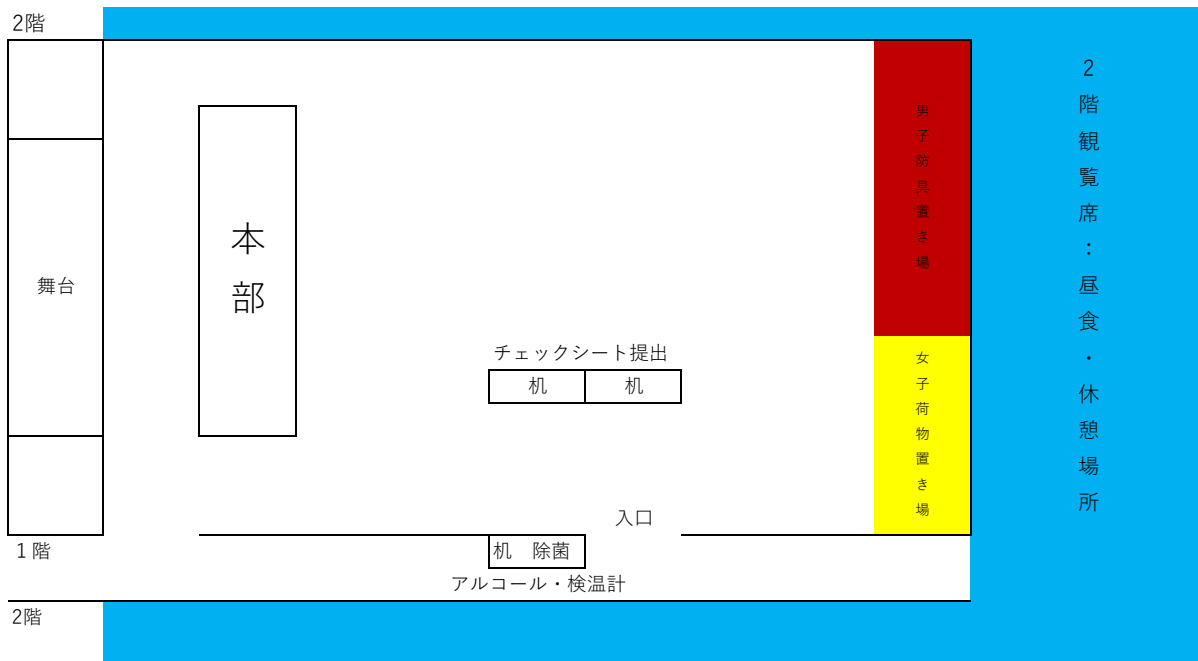 2階
2階観覧席：昼食・休憩場所
男子防具置き場
本部
舞台
チェックシート提出
机 机
女子荷物置き場
入口
1階
机　除菌
アルコール・検温計
2階